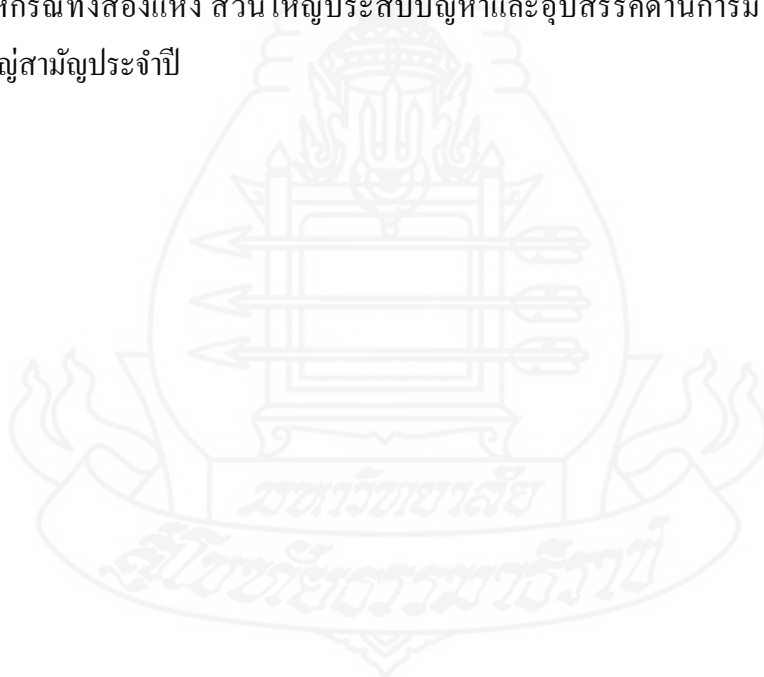 หกรณ์ทั้งสองแห่ง ส่วนใหญ่ประสบปัญหาและอุปสรรคด้านการมี
ญ่สามัญประจำปี
มหาวิทยาลัย
สุโขทัยธรรมาธิราช